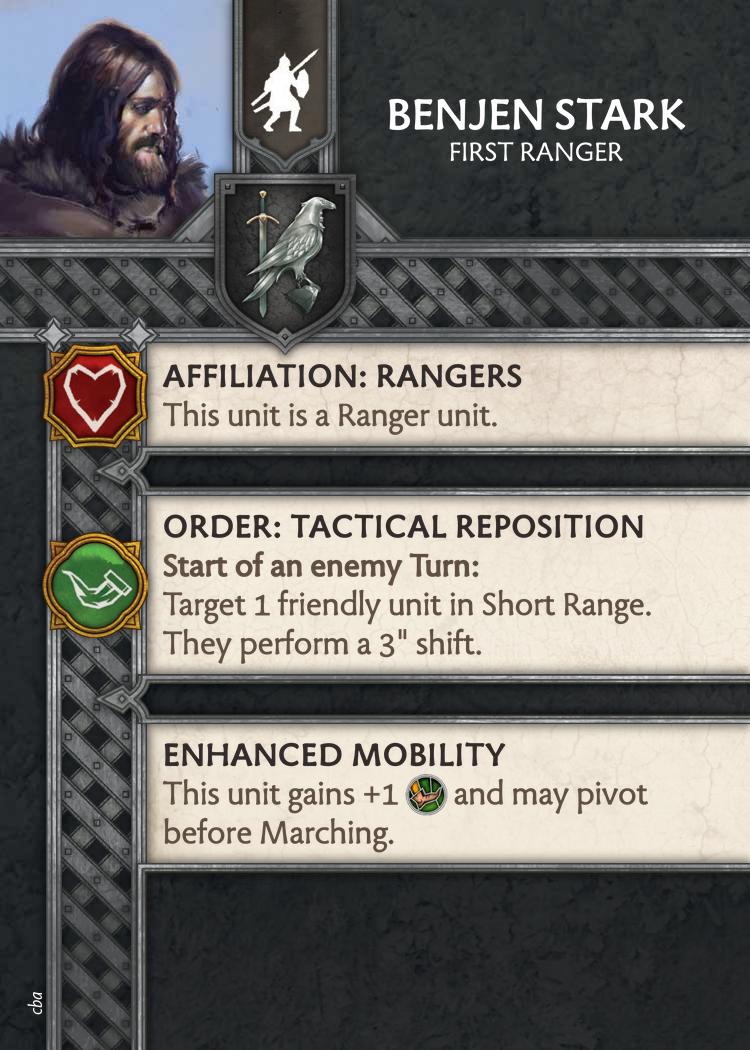 BENJEN STARK
FIRST RANGER
AFFILIATION: RANGERS
This unit is a Ranger unit.
ORDER: TACTICAL REPOSITION
Start of an enemy Turn:
Target 1 friendly unit in Short Range.
They perform a 3" shift.
ENHANCED MOBILITY
This unit gains +1 and may pivot
before Marching.
cba